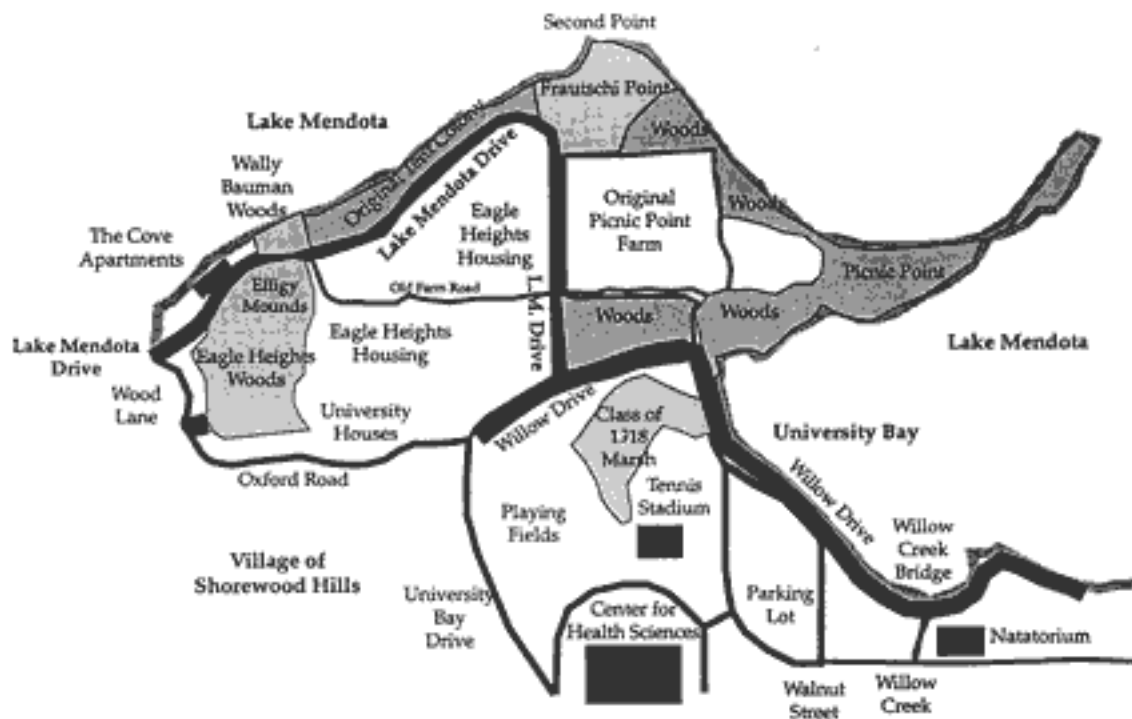 Second Point
Frautschi Point
Lake Mendota
Woods
Original Tent Colony
Lake Mendota Drive
Wally
Bauman
Woods
Woods
Original
Picnic Point
Farm
Eagle
Heights
Housing
The Cove
Apartments
Picnic Point
Effigy
Mounds
Old Farm Road
L.M. Drive
Woods
Woods
Eagle Heights
Housing
Lake Mendota
Drive
Eagle Heights
Woods
Lake Mendota
Wood
Lane
University
Houses
Willow Drive
Class of
1918
Marsh
University Bay
Oxford Road
Tennis
Stadium
Willow Drive
Playing
Fields
Willow
Creek
Bridge
Village of
Shorewood Hills
University
Bay
Drive
Center for
Health Sciences
Parking
Lot
Natatorium
Walnut
Street
Willow
Creek